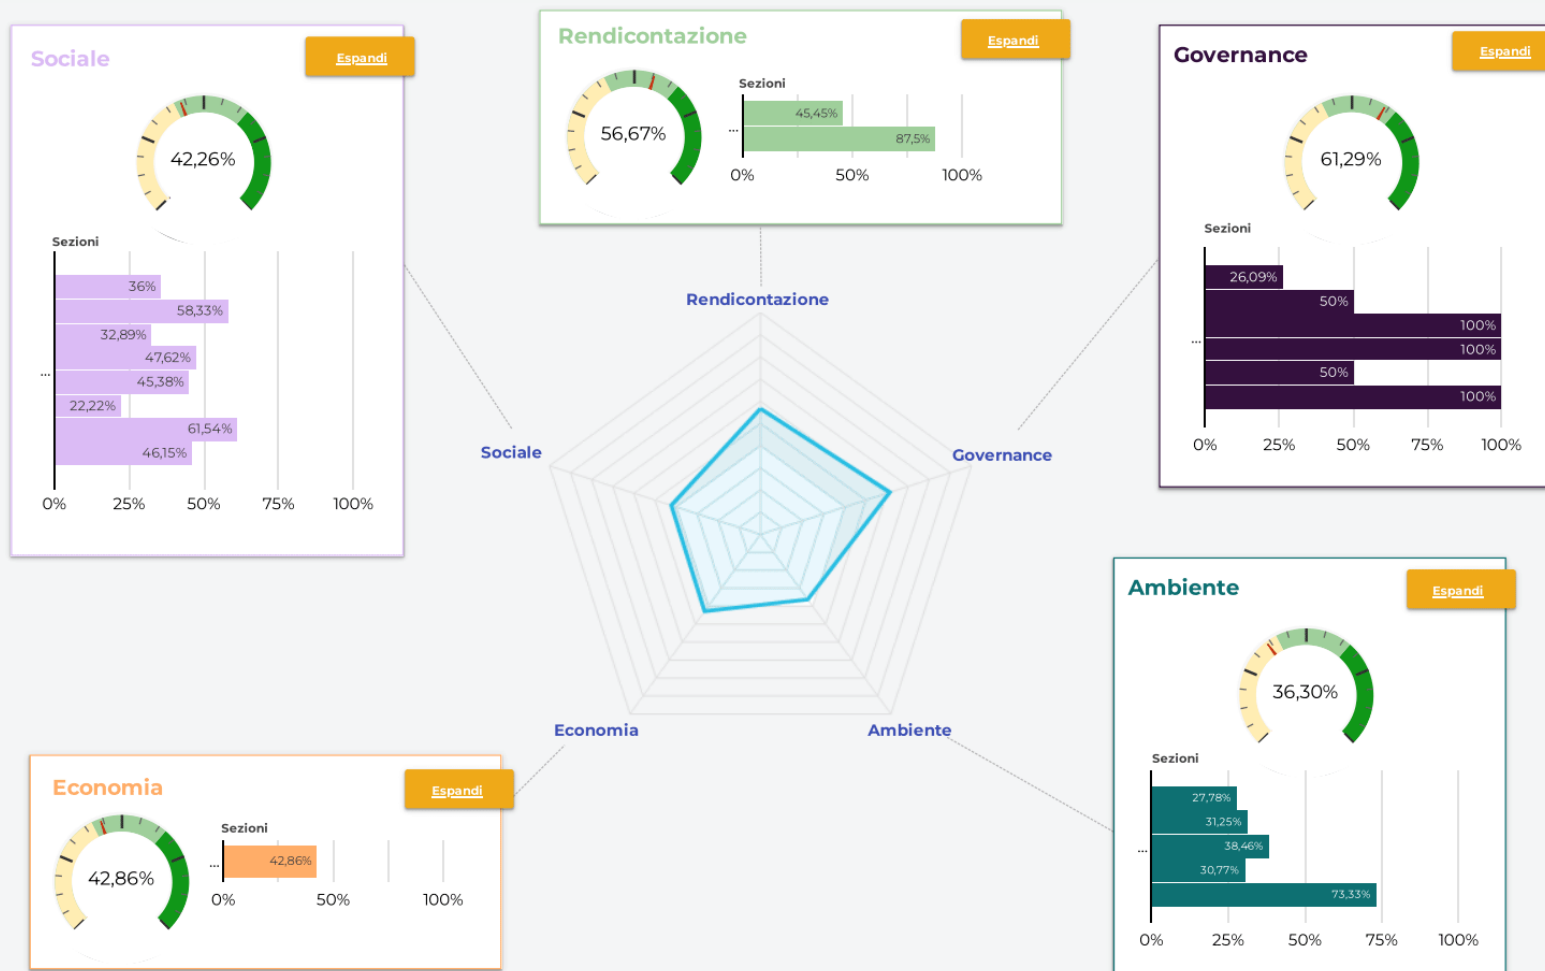 Sociale
Espandi
42,26%
Sezioni
36%
58,33%
32,89%
47,62%
45,38%
22,22%
61,54%
46,15%
...
0% 25% 50% 75% 100%
Rendicontazione
Espandi
56,67%
Sezioni
45,45%
87,5%
...
0% 50% 100%
Governance
Espandi
61,29%
Sezioni
26,09%
50%
100%
100%
50%
100%
...
0% 25% 50% 75% 100%
Rendicontazione
Sociale
Governance
Economia
Ambiente
Economia
Espandi
42,86%
Sezioni
42,86%
...
0% 50% 100%
Ambiente
Espandi
36,30%
Sezioni
27,78%
31,25%
38,46%
30,77%
73,33%
...
0% 25% 50% 75% 100%